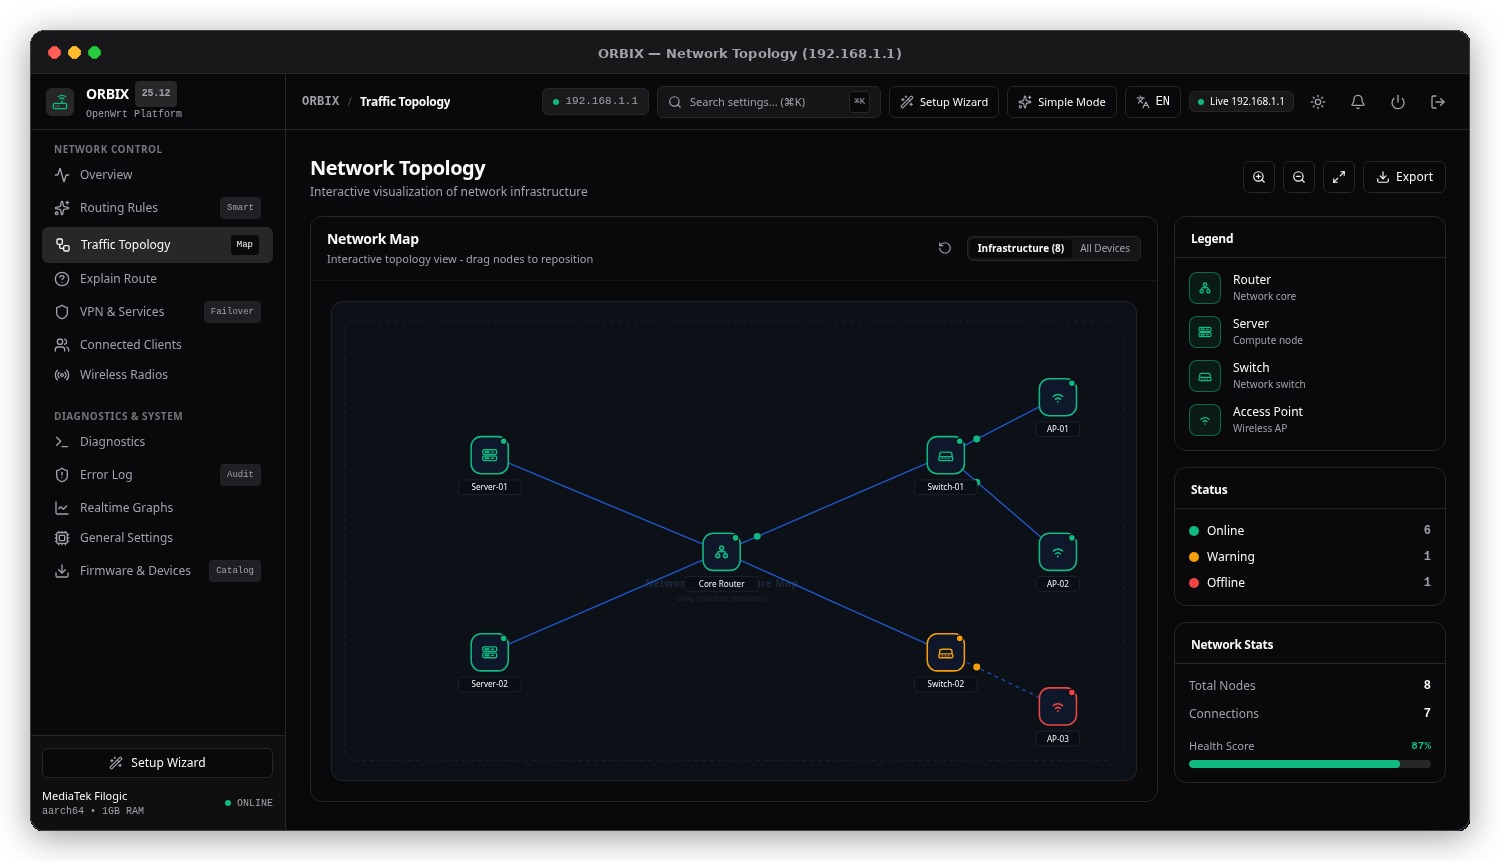 ORBIX — Network Topology (192.168.1.1)
ORBIX 25.12
OpenWrt Platform
ORBIX / Traffic Topology
192.168.1.1
Search settings... (⌘K) ⌘K
Setup Wizard
Simple Mode
EN
Live 192.168.1.1
NETWORK CONTROL
Overview
Routing Rules Smart
Traffic Topology Map
Explain Route
VPN & Services Failover
Connected Clients
Wireless Radios
DIAGNOSTICS & SYSTEM
Diagnostics
Error Log Audit
Realtime Graphs
General Settings
Firmware & Devices Catalog
Setup Wizard
MediaTek Filogic
aarch64 • 1GB RAM
ONLINE
Network Topology
Interactive visualization of network infrastructure
Export
Network Map
Interactive topology view - drag nodes to reposition
Infrastructure (8) All Devices
AP-01
Server-01
Switch-01
Core Router
Drag nodes to reposition
AP-02
Server-02
Switch-02
AP-03
Legend
Router
Network core
Server
Compute node
Switch
Network switch
Access Point
Wireless AP
Status
Online 6
Warning 1
Offline 1
Network Stats
Total Nodes 8
Connections 7
Health Score 87%